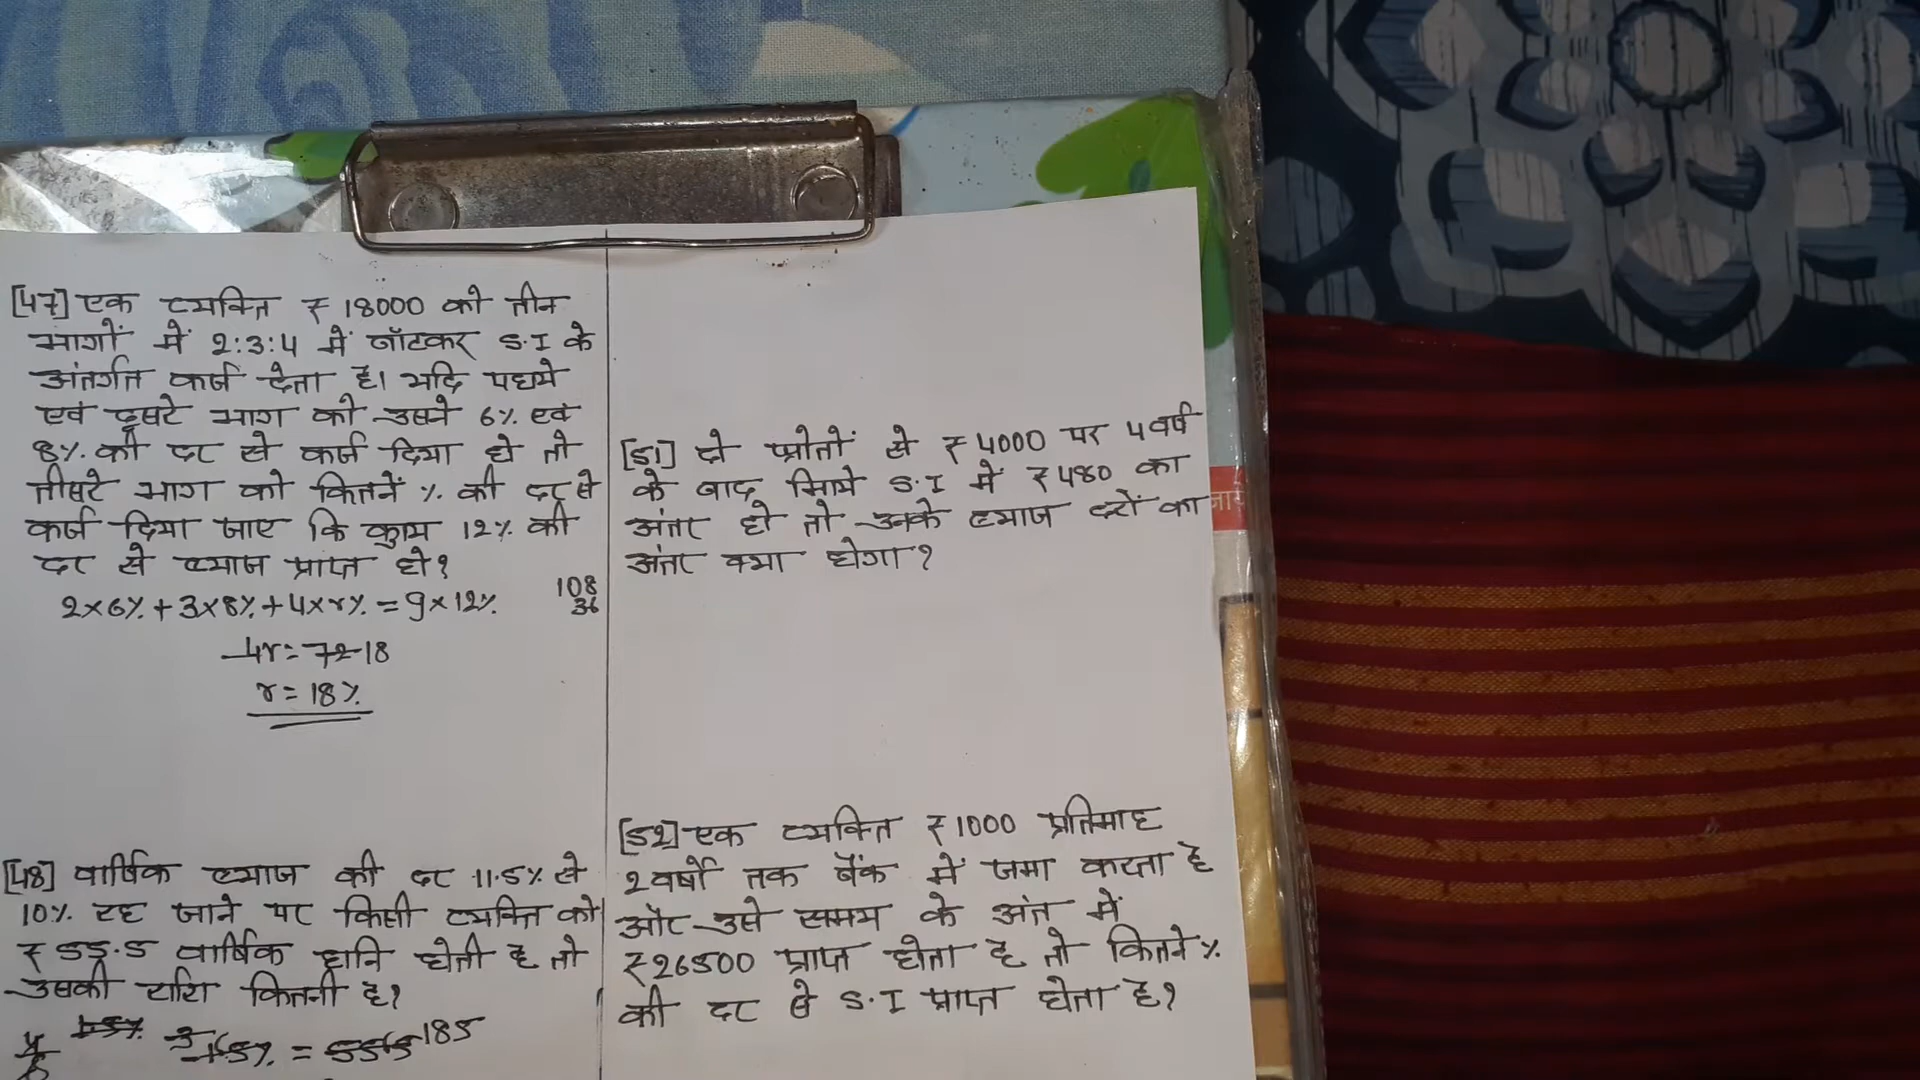 [47] एक व्यक्ति ₹ 18000 को तीन
भागों में 2:3:4 में बाँटकर S.I के
अंतर्गत कर्ज देता है। यदि पहले
एवं दूसरे भाग को उसने 6% एवं
8% की दर से कर्ज दिया हो तो
तीसरे भाग को कितनें % की दर से
कर्ज दिया जाए कि कुल 12% की
दर से ब्याज प्राप्त हो?
2×6%+3×8%+4×r%=9×12%
108
36
4r=72-18
r=18%
[48] वार्षिक ब्याज की दर 11.5% से
10% रह जाने पर किसी व्यक्ति को
₹ 55.5 वार्षिक हानि होती है तो
उसकी राशि कितनी है?
1.5%
= 555 185
[51] दो स्रोतों से ₹4000 पर 4 वर्ष
के बाद मिले S.I में ₹480 का
अंतर हो तो उनके ब्याज दरों का
अंतर क्या होगा?
[52] एक व्यक्ति ₹1000 प्रतिमाह
2 वर्षों तक बैंक में जमा करता है
और उसे समय के अंत में
₹26500 प्राप्त होता है तो कितने %
की दर से S.I प्राप्त होता है?